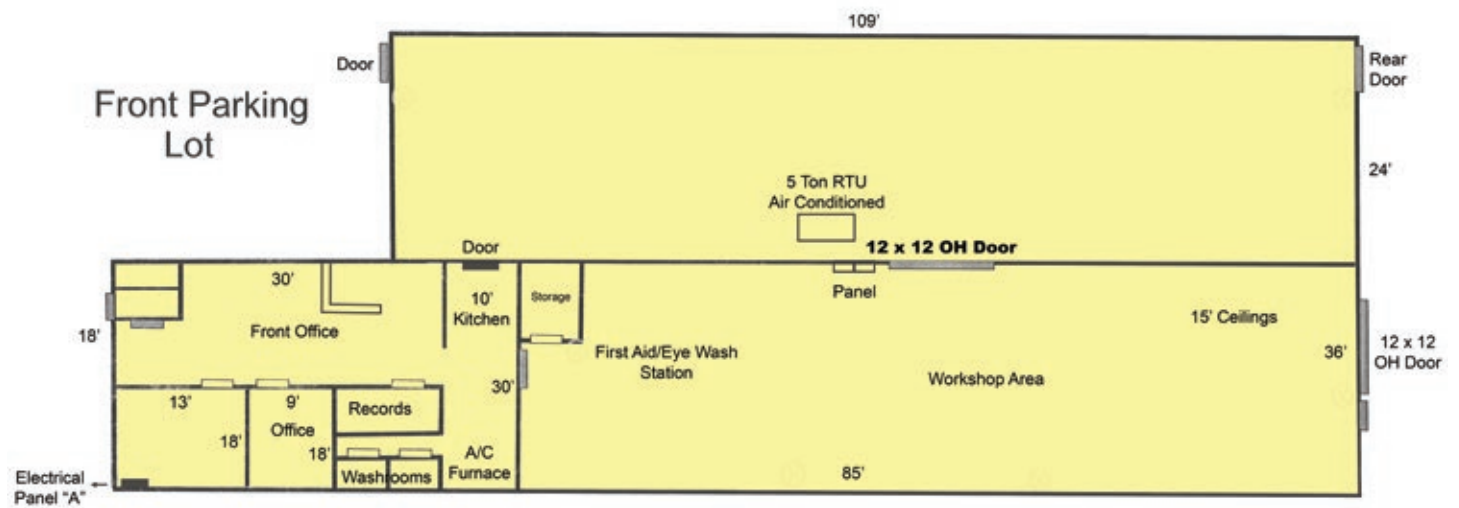 109'
Door
Rear
Door
Front Parking
Lot
24'
5 Ton RTU
Air Conditioned
Door
12 x 12 OH Door
30'
10'
Kitchen
Storage
Panel
15' Ceilings
18'
Front Office
First Aid/Eye Wash
Station
36'
12 x 12
OH Door
30'
Workshop Area
13'
9'
Office
Records
18'
18'
A/C
Furnace
85'
Washrooms
Electrical
Panel "A"
←